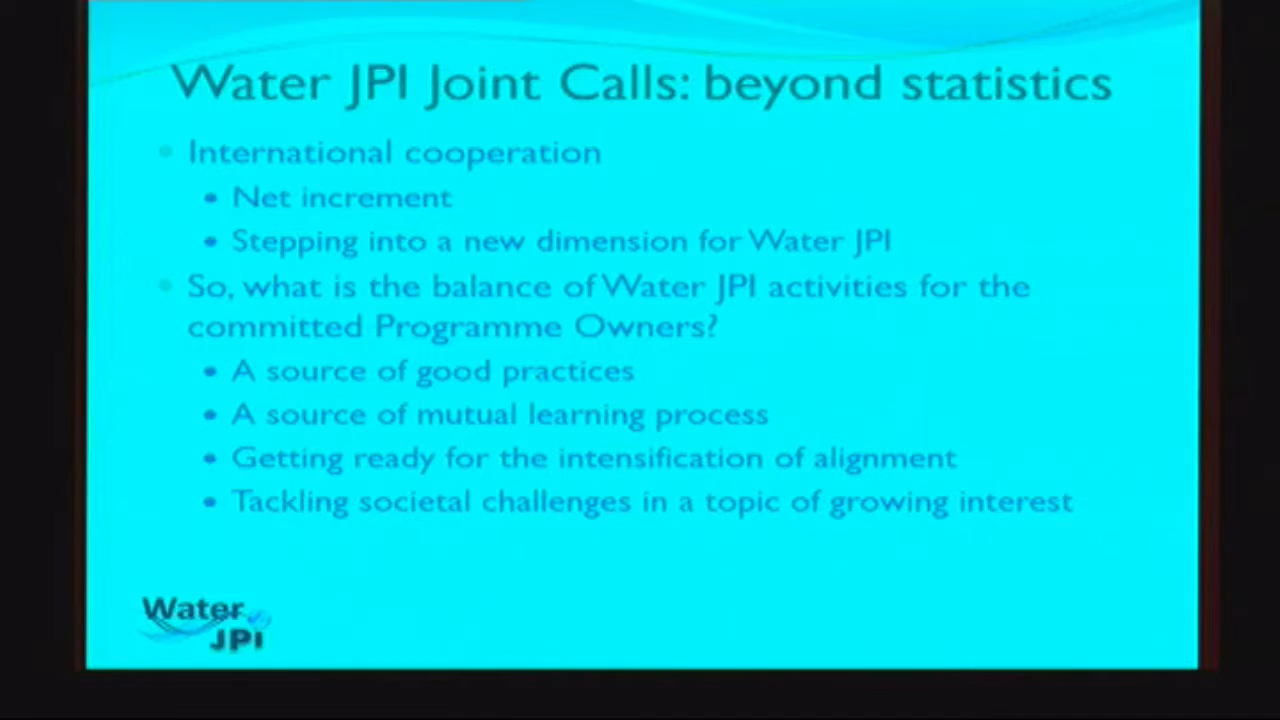 Water JPI Joint Calls: beyond statistics
International cooperation
Net increment
Stepping into a new dimension for Water JPI
So, what is the balance of Water JPI activities for the
committed Programme Owners?
A source of good practices
A source of mutual learning process
Getting ready for the intensification of alignment
Tackling societal challenges in a topic of growing interest
Water
JPI